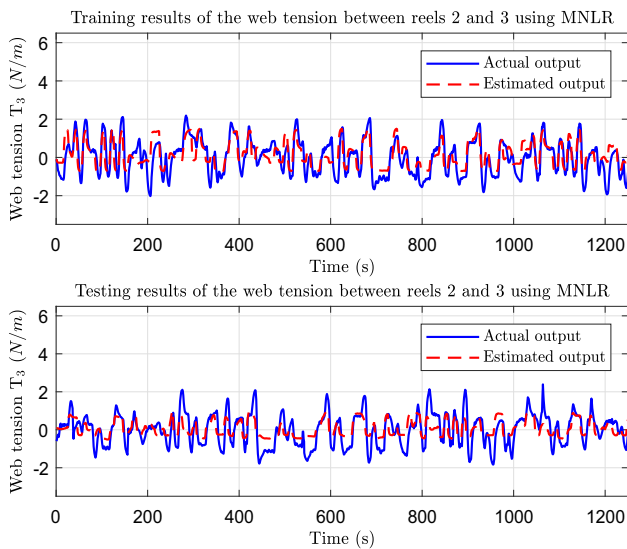 Training results of the web tension between reels 2 and 3 using MNLR
Web tension T3 (N/m)
6
4
2
0
-2
Actual output
Estimated output
0 200 400 600 800 1000 1200
Time (s)
Testing results of the web tension between reels 2 and 3 using MNLR
Web tension T3 (N/m)
6
4
2
0
-2
Actual output
Estimated output
0 200 400 600 800 1000 1200
Time (s)